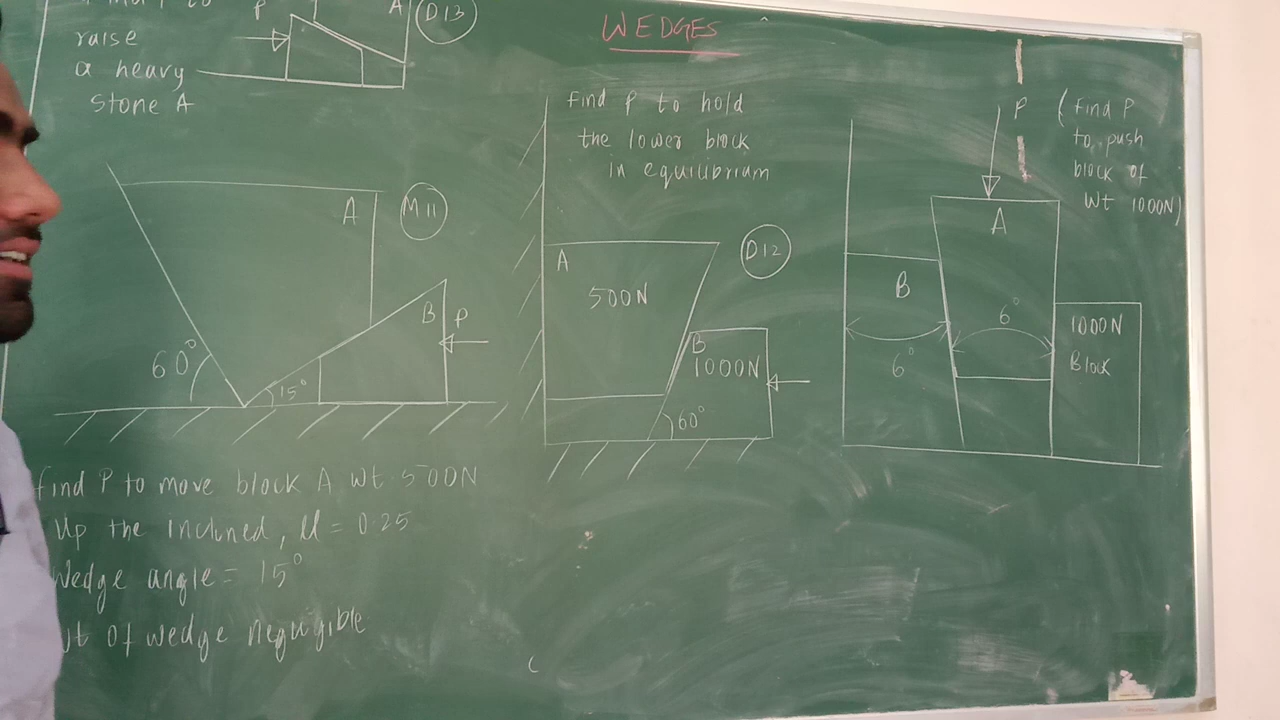 P
A
D13
raise
a heavy
stone A
WEDGES
A
M11
B
P
60°
15°
find P to move block A wt. 500N
Up the inclined, μ = 0.25
Wedge angle = 15°
wt of wedge negligible
Find P to hold
the lower block
in equilibrium
A
D12
500N
B
1000N
60°
P
(Find P
to push
block of
Wt 1000N)
A
B
6°
6°
1000N
Block